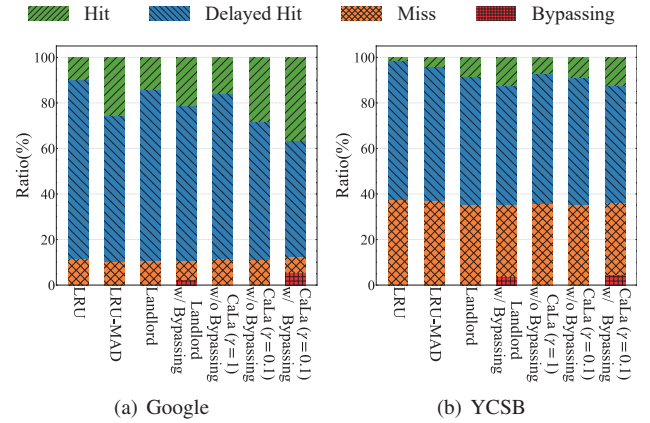 Hit Delayed Hit Miss Bypassing
Ratio(%)
100
80
60
40
20
0
LRU
LRU-MAD
Landlord
Landlord
w/ Bypassing
CaLa (γ = 1)
w/o Bypassing
CaLa (γ = 0.1)
w/o Bypassing
CaLa (γ = 0.1)
w/ Bypassing
(a) Google
Ratio(%)
100
80
60
40
20
0
LRU
LRU-MAD
Landlord
Landlord
w/ Bypassing
CaLa (γ = 1)
w/o Bypassing
CaLa (γ = 0.1)
w/o Bypassing
CaLa (γ = 0.1)
w/ Bypassing
(b) YCSB